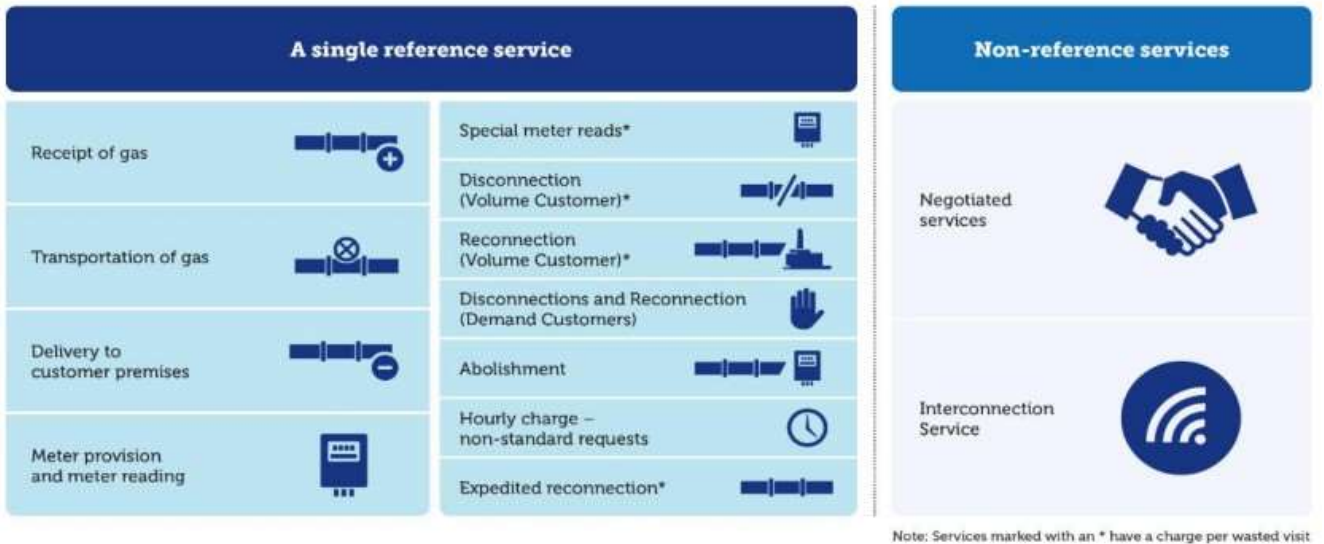 A single reference service
Receipt of gas
Transportation of gas
Delivery to
customer premises
Meter provision
and meter reading
Special meter reads*
Disconnection
(Volume Customer)*
Reconnection
(Volume Customer)*
Disconnections and Reconnection
(Demand Customers)
Abolishment
Hourly charge –
non-standard requests
Expedited reconnection*
Non-reference services
Negotiated
services
Interconnection
Service
Note: Services marked with an * have a charge per wasted visit